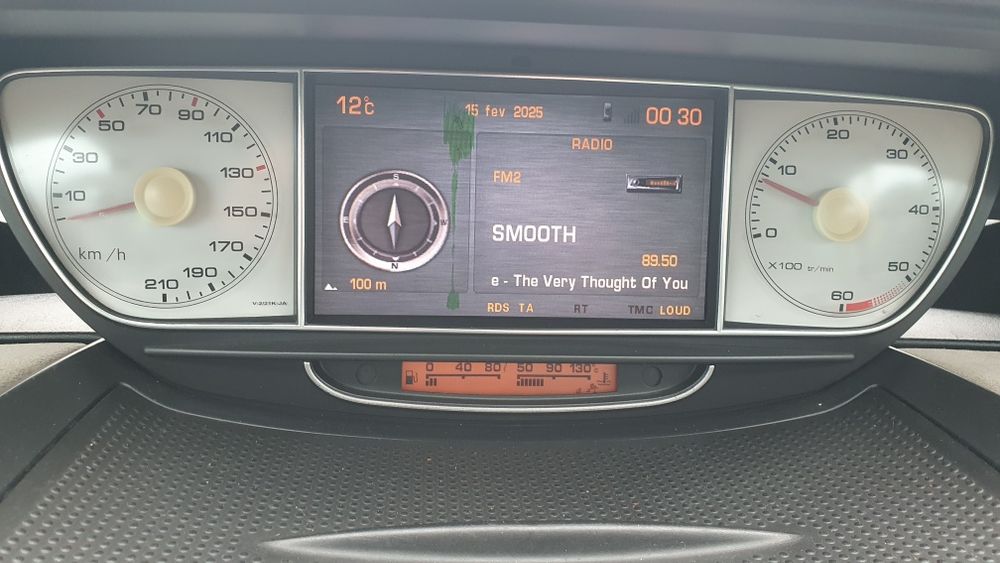 10
30
50
70
90
110
130
150
170
190
210
km/h
12°C
15 fev 2025
00 30
RADIO
FM2
SMOOTH
89.50
e - The Very Thought Of You
S
E
W
N
100 m
RDS TA RT TMC LOUD
0
10
20
30
40
50
60
X100 tr/min
0 40 80 50 90 130